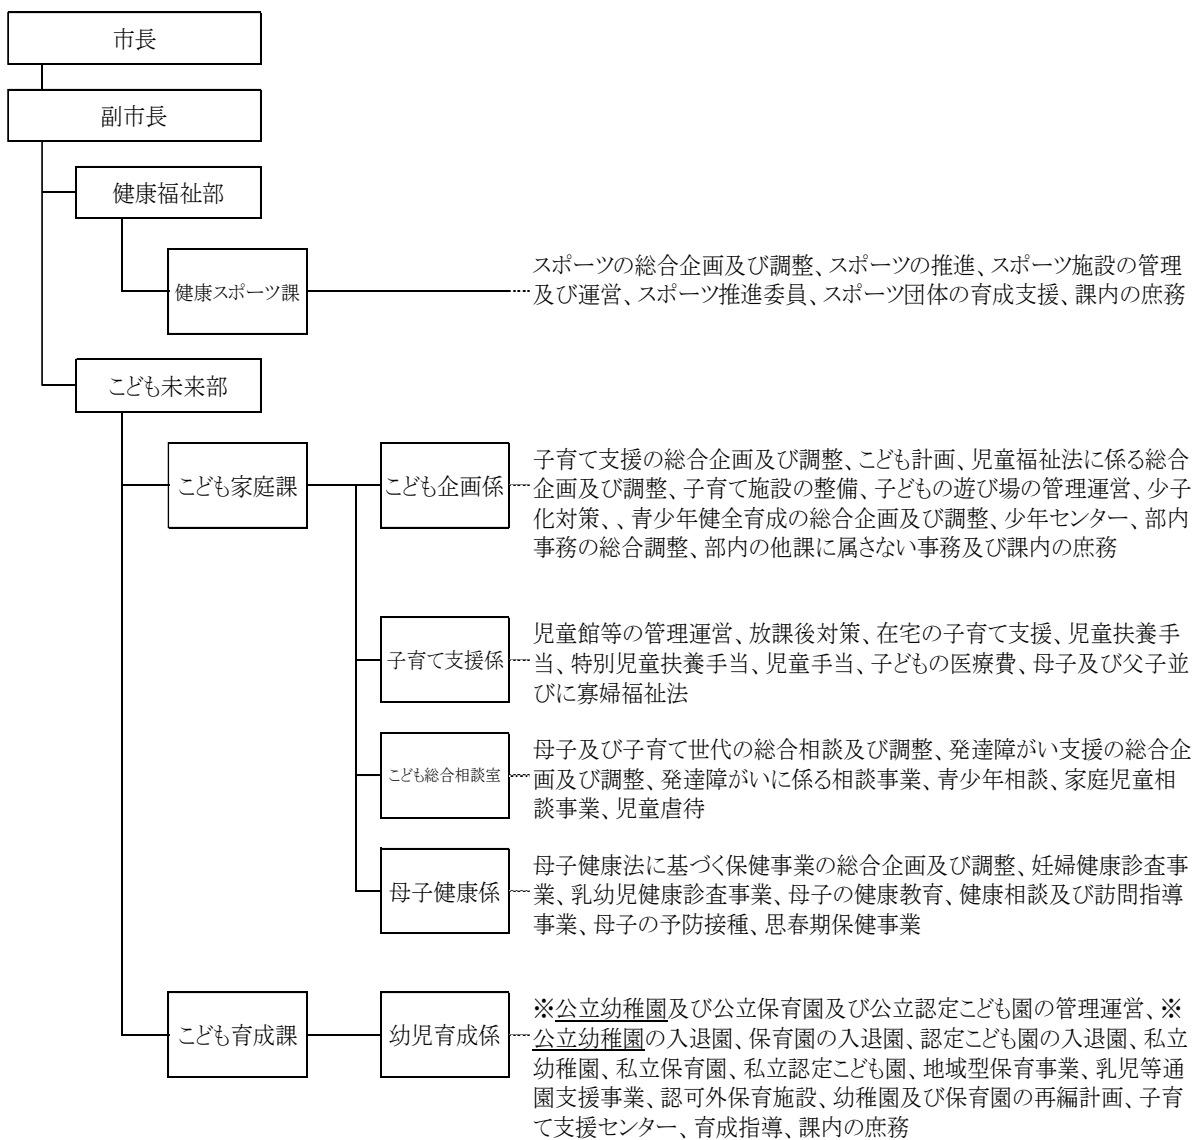 市長
副市長
健康福祉部
健康スポーツ課
スポーツの総合企画及び調整、スポーツの推進、スポーツ施設の管理
及び運営、スポーツ推進委員、スポーツ団体の育成支援、課内の庶務
こども未来部
こども家庭課
こども企画係
子育て支援の総合企画及び調整、こども計画、児童福祉法に係る総合
企画及び調整、子育て施設の整備、子どもの遊び場の管理運営、少子
化対策、、青少年健全育成の総合企画及び調整、少年センター、部内
事務の総合調整、部内の他課に属さない事務及び課内の庶務
子育て支援係
児童館等の管理運営、放課後対策、在宅の子育て支援、児童扶養手
当、特別児童扶養手当、児童手当、子どもの医療費、母子及び父子並
びに寡婦福祉法
こども総合相談室
母子及び子育て世代の総合相談及び調整、発達障がい支援の総合企
画及び調整、発達障がいに係る相談事業、青少年相談、家庭児童相
談事業、児童虐待
母子健康係
母子健康法に基づく保健事業の総合企画及び調整、妊婦健康診査事
業、乳幼児健康診査事業、母子の健康教育、健康相談及び訪問指導
事業、母子の予防接種、思春期保健事業
こども育成課
幼児育成係
※公立幼稚園及び公立保育園及び公立認定こども園の管理運営、※
公立幼稚園の入退園、保育園の入退園、認定こども園の入退園、私立
幼稚園、私立保育園、私立認定こども園、地域型保育事業、乳児等通
園支援事業、認可外保育施設、幼稚園及び保育園の再編計画、子育
て支援センター、育成指導、課内の庶務